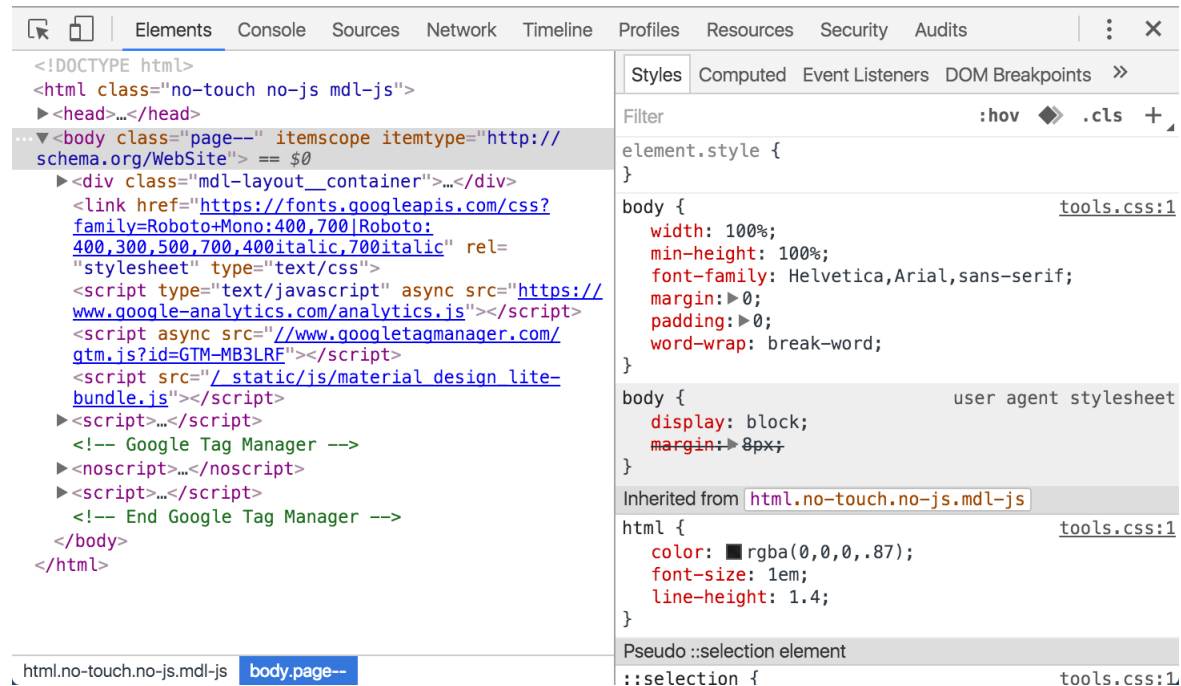 Elements Console Sources Network Timeline Profiles Resources Security Audits
<!DOCTYPE html>
<html class="no-touch no-js mdl-js">
<head>…</head>
<body class="page--" itemscope itemtype="http://
schema.org/WebSite"> == $0
<div class="mdl-layout__container">…</div>
<link href="https://fonts.googleapis.com/css?
family=Roboto+Mono:400,700|Roboto:
400,300,500,700,400italic,700italic" rel=
"stylesheet" type="text/css">
<script type="text/javascript" async src="https://
www.google-analytics.com/analytics.js"></script>
<script async src="//www.googletagmanager.com/
gtm.js?id=GTM-MB3LRF"></script>
<script src="/_static/js/material_design_lite-
bundle.js"></script>
<script>…</script>
<!-- Google Tag Manager -->
<noscript>…</noscript>
<script>…</script>
<!-- End Google Tag Manager -->
</body>
</html>
html.no-touch.no-js.mdl-js body.page--
Styles Computed Event Listeners DOM Breakpoints »
Filter :hov .cls +
element.style {
}
body { tools.css:1
width: 100%;
min-height: 100%;
font-family: Helvetica,Arial,sans-serif;
margin: 0;
padding: 0;
word-wrap: break-word;
}
body { user agent stylesheet
display: block;
margin: 8px;
}
Inherited from html.no-touch.no-js.mdl-js
html { tools.css:1
color: rgba(0,0,0,.87);
font-size: 1em;
line-height: 1.4;
}
Pseudo ::selection element
::selection { tools.css:1